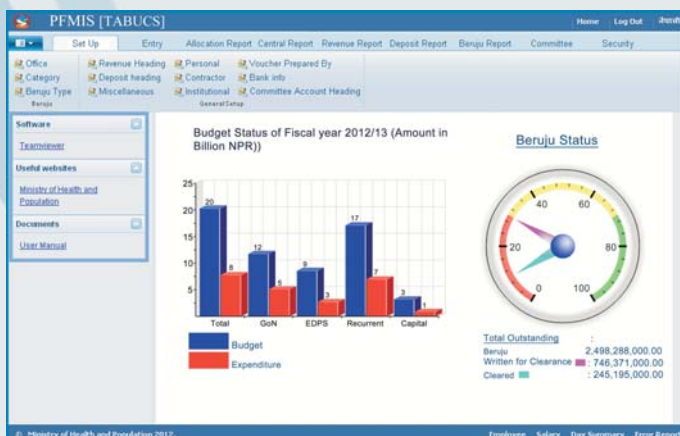 PFMIS [TABUCS]
Home Log Out नेपाली
Set Up Entry Allocation Report Central Report Revenue Report Deposit Report Beruju Report Committee Security
Office Revenue Heading Personal Voucher Prepared By
Category Deposit heading Contractor Bank info
Beruju Type Miscellaneous Institutional Committee Account Heading
Beruju General Setup
Software
Teamviewer
Useful websites
Ministry of Health and
Population
Documents
User Manual
Budget Status of Fiscal year 2012/13 (Amount in
Billion NPR))
25
20
15
10
5
20 8 12 5 9 3 17 7 3 1
Total GoN EDPS Recurrent Capital
Budget
Expenditure
Beruju Status
0 20 40 60 80 100
Total Outstanding :
Beruju 2,498,288,000.00
Written for Clearance : 746,371,000.00
Cleared : 245,195,000.00
© Ministry of Health and Population 2012
Employee Salary Day Summary Error Report